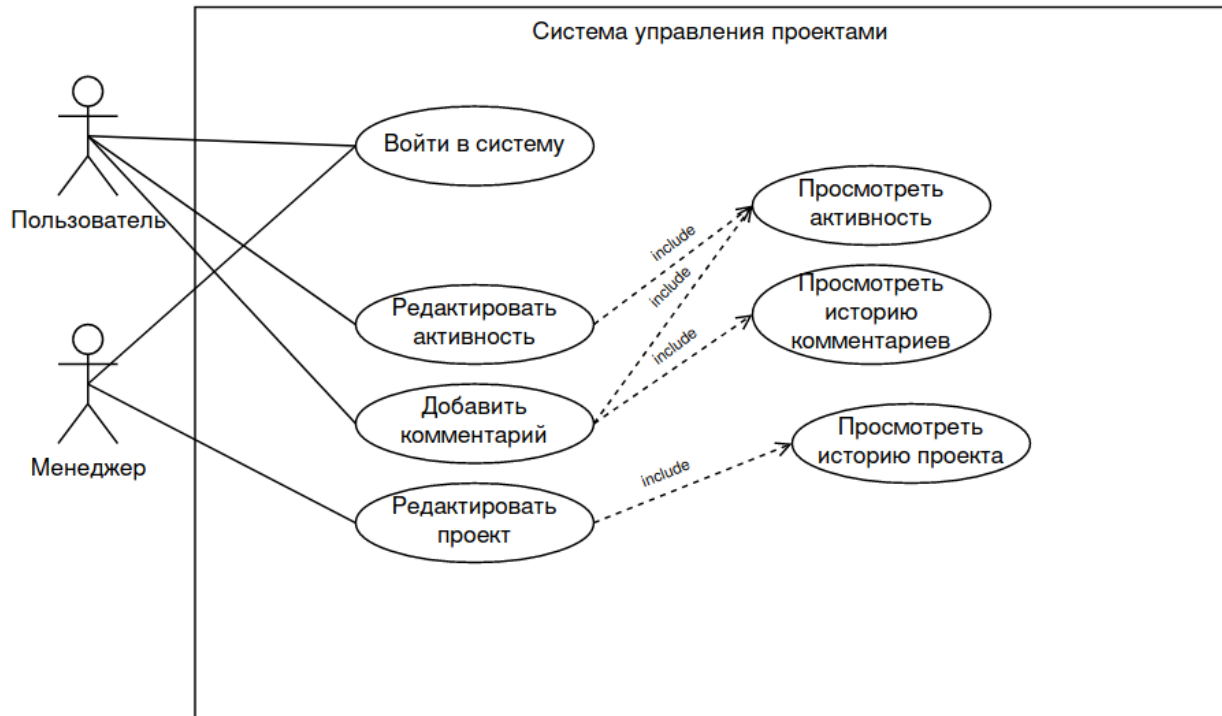 Система управления проектами
Войти в систему
Пользователь
Просмотреть
активность
include
include
Редактировать
активность
Просмотреть
историю
комментариев
include
Добавить
комментарий
Менеджер
Просмотреть
историю проекта
include
Редактировать
проект